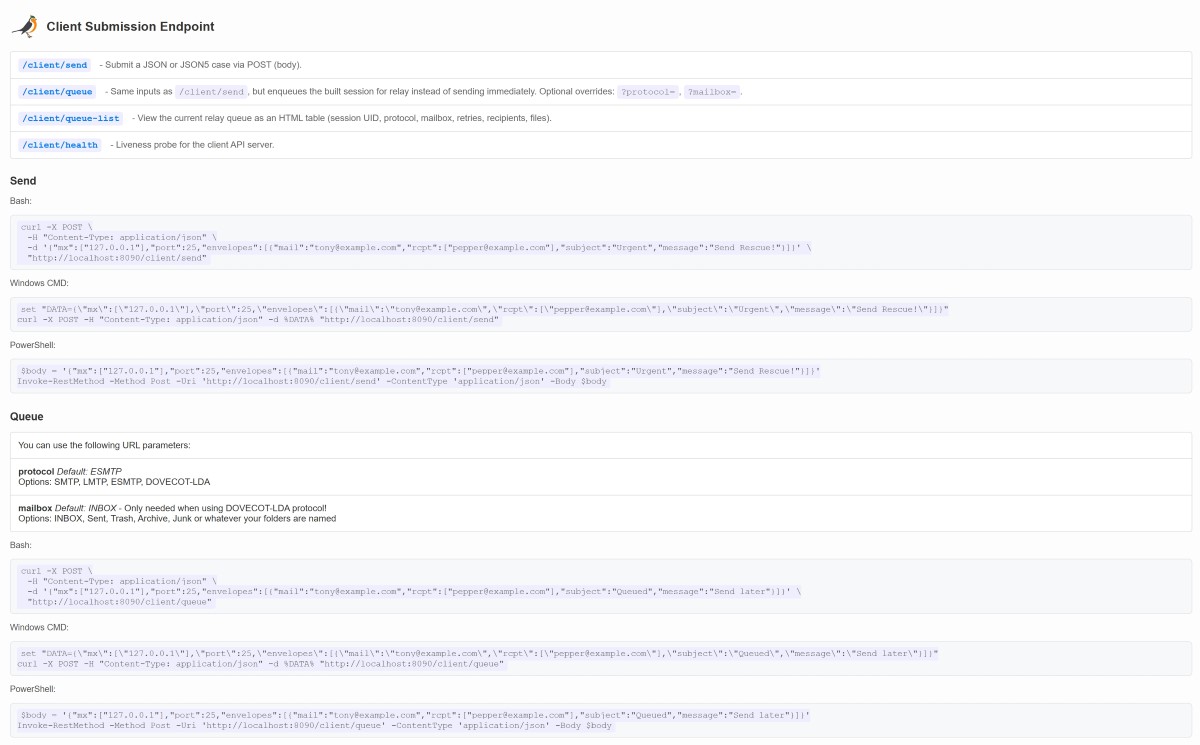 Client Submission Endpoint
/client/send - Submit a JSON or JSON5 case via POST (body).
/client/queue - Same inputs as /client/send, but enqueues the built session for relay instead of sending immediately. Optional overrides: ?protocol=, ?mailbox=.
/client/queue-list - View the current relay queue as an HTML table (session UID, protocol, mailbox, retries, recipients, files).
/client/health - Liveness probe for the client API server.
Send
Bash:
curl -X POST \
-H "Content-Type: application/json" \
-d '{"mx":["127.0.0.1"],"port":25,"envelopes":[{"mail":"tony@example.com","rcpt":["pepper@example.com"],"subject":"Urgent","message":"Send Rescue!"}]}' \
"http://localhost:8090/client/send"
Windows CMD:
set "DATA={\"mx\":[\"127.0.0.1\"],\"port\":25,\"envelopes\":[{\"mail\":\"tony@example.com\",\"rcpt\":[\"pepper@example.com\"],\"subject\":\"Urgent\",\"message\":\"Send Rescue!\"}]}"
curl -X POST -H "Content-Type: application/json" -d %DATA% "http://localhost:8090/client/send"
PowerShell:
$body = '{"mx":["127.0.0.1"],"port":25,"envelopes":[{"mail":"tony@example.com","rcpt":["pepper@example.com"],"subject":"Urgent","message":"Send Rescue!"}]}'
Invoke-RestMethod -Method Post -Uri 'http://localhost:8090/client/send' -ContentType 'application/json' -Body $body
Queue
You can use the following URL parameters:
protocol Default: ESMTP
Options: SMTP, LMTP, ESMTP, DOVECOT-LDA
mailbox Default: INBOX - Only needed when using DOVECOT-LDA protocol!
Options: INBOX, Sent, Trash, Archive, Junk or whatever your folders are named
Bash:
curl -X POST \
-H "Content-Type: application/json" \
-d '{"mx":["127.0.0.1"],"port":25,"envelopes":[{"mail":"tony@example.com","rcpt":["pepper@example.com"],"subject":"Queued","message":"Send later"}]}' \
"http://localhost:8090/client/queue"
Windows CMD:
set "DATA={\"mx\":[\"127.0.0.1\"],\"port\":25,\"envelopes\":[{\"mail\":\"tony@example.com\",\"rcpt\":[\"pepper@example.com\"],\"subject\":\"Queued\",\"message\":\"Send later\"}]}"
curl -X POST -H "Content-Type: application/json" -d %DATA% "http://localhost:8090/client/queue"
PowerShell:
$body = '{"mx":["127.0.0.1"],"port":25,"envelopes":[{"mail":"tony@example.com","rcpt":["pepper@example.com"],"subject":"Queued","message":"Send later"}]}'
Invoke-RestMethod -Method Post -Uri 'http://localhost:8090/client/queue' -ContentType 'application/json' -Body $body